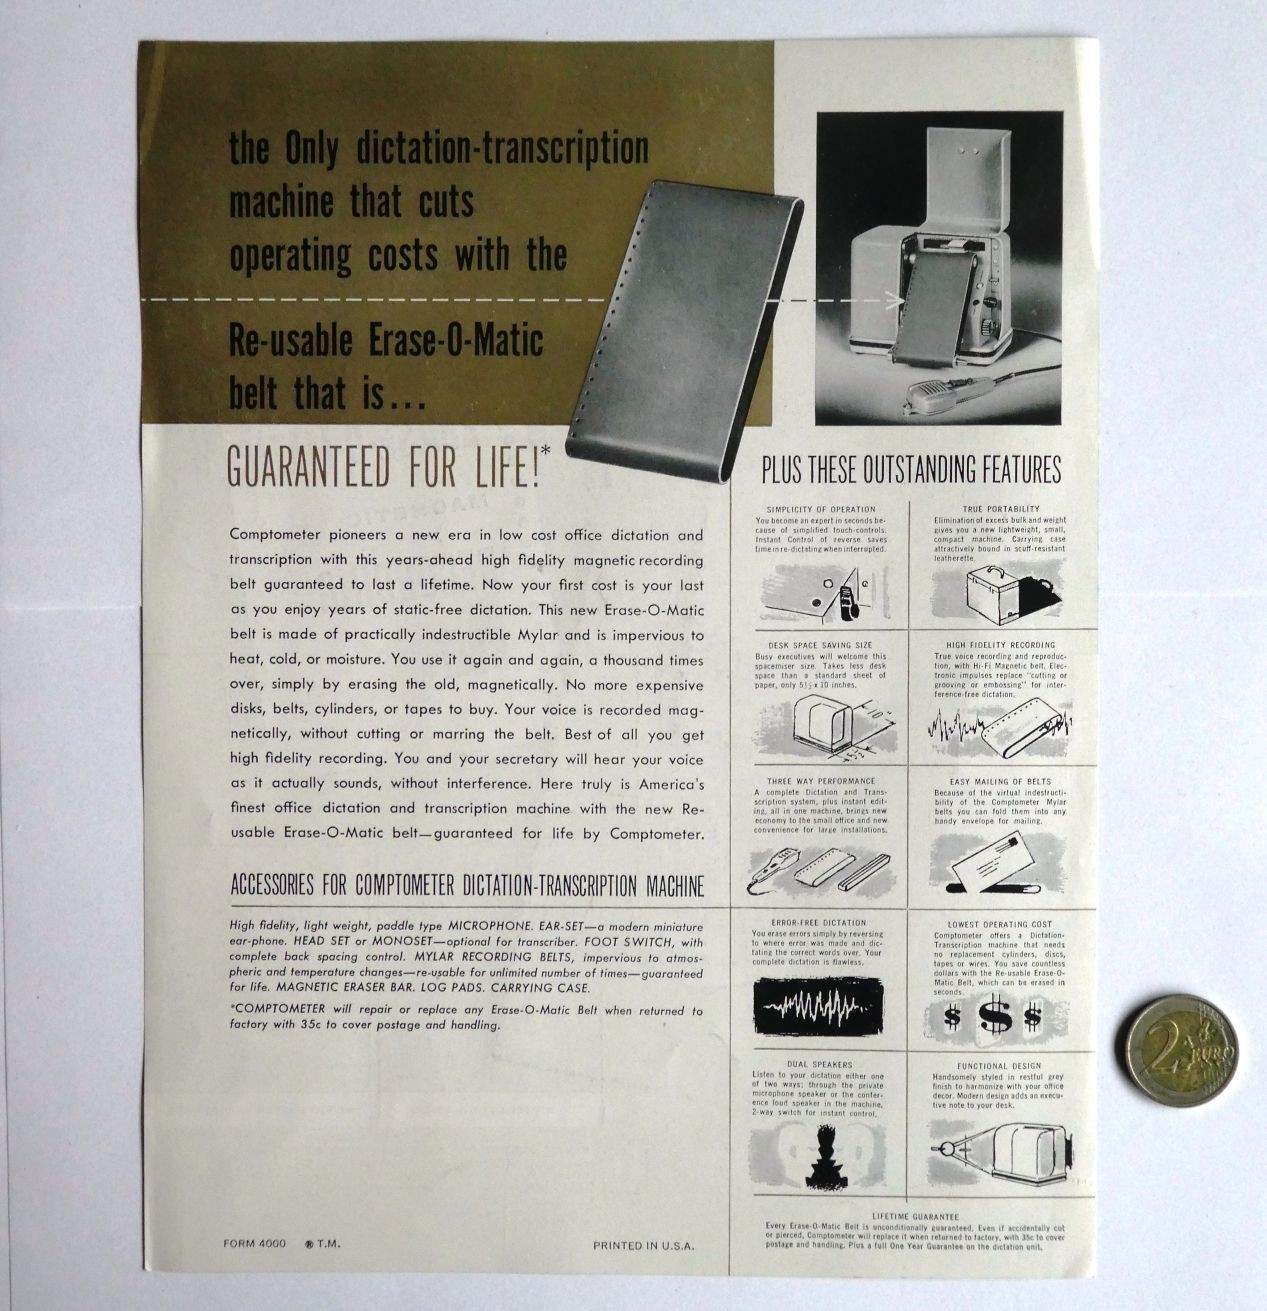 the Only dictation-transcription
machine that cuts
operating costs with the
Re-usable Erase-O-Matic
belt that is...
GUARANTEED FOR LIFE!*
Comptometer pioneers a new era in low cost office dictation and
transcription with this years-ahead high fidelity magnetic recording
belt guaranteed to last a lifetime. Now your first cost is your last
as you enjoy years of static-free dictation. This new Erase-O-Matic
belt is made of practically indestructible Mylar and is impervious to
heat, cold, or moisture. You use it again and again, a thousand times
over, simply by erasing the old, magnetically. No more expensive
disks, belts, cylinders, or tapes to buy. Your voice is recorded mag-
netically, without cutting or marring the belt. Best of all you get
high fidelity recording. You and your secretary will hear your voice
as it actually sounds, without interference. Here truly is America's
finest office dictation and transcription machine with the new Re-
usable Erase-O-Matic belt—guaranteed for life by Comptometer.
ACCESSORIES FOR COMPTOMETER DICTATION-TRANSCRIPTION MACHINE
High fidelity, light weight, paddle type MICROPHONE. EAR-SET—a modern miniature
ear-phone. HEAD SET or MONOSET—optional for transcriber. FOOT SWITCH, with
complete back spacing control. MYLAR RECORDING BELTS, impervious to atmos-
pheric and temperature changes—re-usable for unlimited number of times—guaranteed
for life. MAGNETIC ERASER BAR. LOG PADS. CARRYING CASE.
*COMPTOMETER will repair or replace any Erase-O-Matic Belt when returned to
factory with 35c to cover postage and handling.
FORM 4000 ® T.M.
PRINTED IN U.S.A.
PLUS THESE OUTSTANDING FEATURES
SIMPLICITY OF OPERATION
You become an expert in seconds be-
cause of simplified touch-controls.
Instant Control of reverse saves
time in re-dictating when interrupted.
TRUE PORTABILITY
Elimination of excess bulk and weight
gives you a new lightweight, small,
compact machine. Carrying case
attractively bound in scuff-resistant
leatherette.
DESK SPACE SAVING SIZE
Busy executives will welcome this
spacemiser size. Takes less desk
space than a standard sheet of
paper, only 5½ x 10 inches.
10"
5½"
HIGH FIDELITY RECORDING
True voice recording and reproduc-
tion, with Hi-Fi Magnetic belt. Elec-
tronic impulses replace "cutting or
grooving or embossing" for inter-
ference-free dictation.
THREE WAY PERFORMANCE
A complete Dictation and Trans-
scription system, plus instant edit-
ing, all in one machine, brings new
economy to the small office and new
convenience for large installations.
EASY MAILING OF BELTS
Because of the virtual indestructi-
bility of the Comptometer Mylar
belts you can fold them into any
handy envelope for mailing.
ERROR-FREE DICTATION
You erase errors simply by reversing
to where error was made and dic-
tating the correct words over. Your
complete dictation is flawless.
LOWEST OPERATING COST
Comptometer offers a Dictation-
Transcription machine that needs
no replacement cylinders, discs,
tapes or wires. You save countless
dollars with the Re-usable Erase-O-
Matic Belt, which can be erased in
seconds.
$ $ $
DUAL SPEAKERS
Listen to your dictation either one
of two ways; through the private
microphone speaker or the confer-
ence loud speaker in the machine.
2-way switch for instant control.
FUNCTIONAL DESIGN
Handsomely styled in restful grey
finish to harmonize with your office
decor. Modern design adds an execu-
tive note to your desk.
LIFETIME GUARANTEE
Every Erase-O-Matic Belt is unconditionally guaranteed. Even if accidentally cut
or pierced, Comptometer will replace it when returned to factory, with 35c to cover
postage and handling. Plus a full One Year Guarantee on the dictation unit.
2 EURO